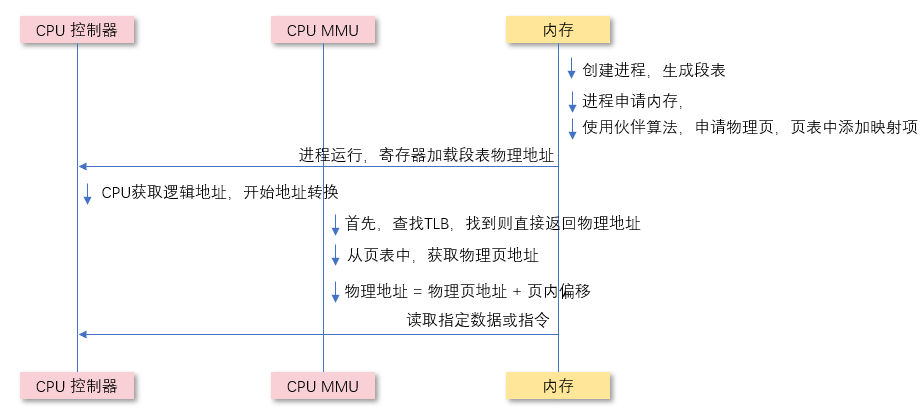 CPU 控制器
CPU MMU
内存
创建进程，生成段表
进程申请内存，
使用伙伴算法，申请物理页，页表中添加映射项
进程运行，寄存器加载段表物理地址
CPU获取逻辑地址，开始地址转换
首先，查找TLB，找到则直接返回物理地址
从页表中，获取物理页地址
物理地址 = 物理页地址 + 页内偏移
读取指定数据或指令
CPU 控制器
CPU MMU
内存